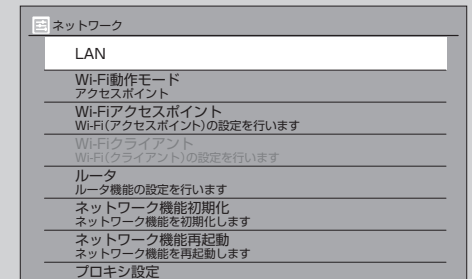 ネットワーク
LAN
Wi-Fi動作モード
アクセスポイント
Wi-Fiアクセスポイント
Wi-Fi（アクセスポイント）の設定を行います
Wi-Fiクライアント
Wi-Fi（クライアント）の設定を行います
ルータ
ルータ機能の設定を行います
ネットワーク機能初期化
ネットワーク機能を初期化します
ネットワーク機能再起動
ネットワーク機能を再起動します
プロキシ設定